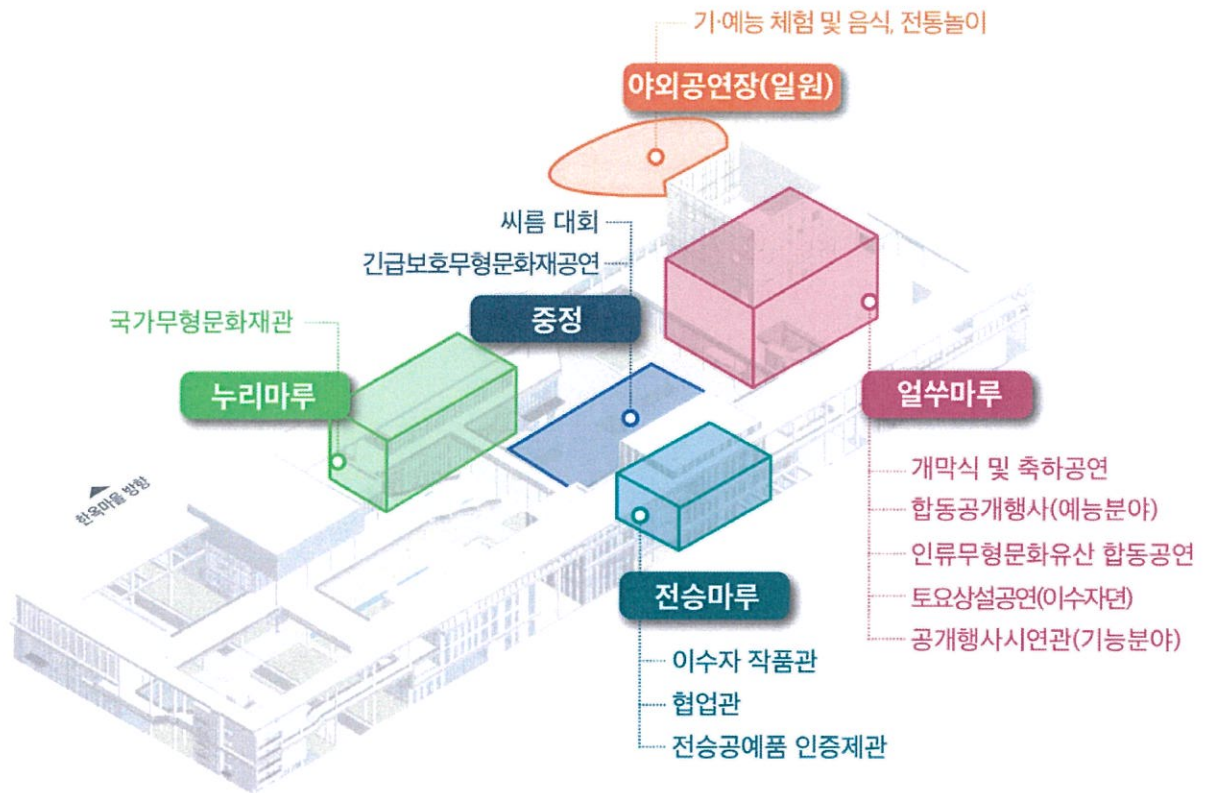 기·예능 체험 및 음식, 전통놀이
야외공연장(일원)
씨름 대회
긴급보호무형문화재공연
중정
국가무형문화재관
누리마루
얼쑤마루
개막식 및 축하공연
합동공개행사(예능분야)
인류무형문화유산 합동공연
토요상설공연(이수자뎐)
공개행사시연관(기능분야)
한옥마을 방향
전승마루
이수자 작품관
협업관
전승공예품 인증제관